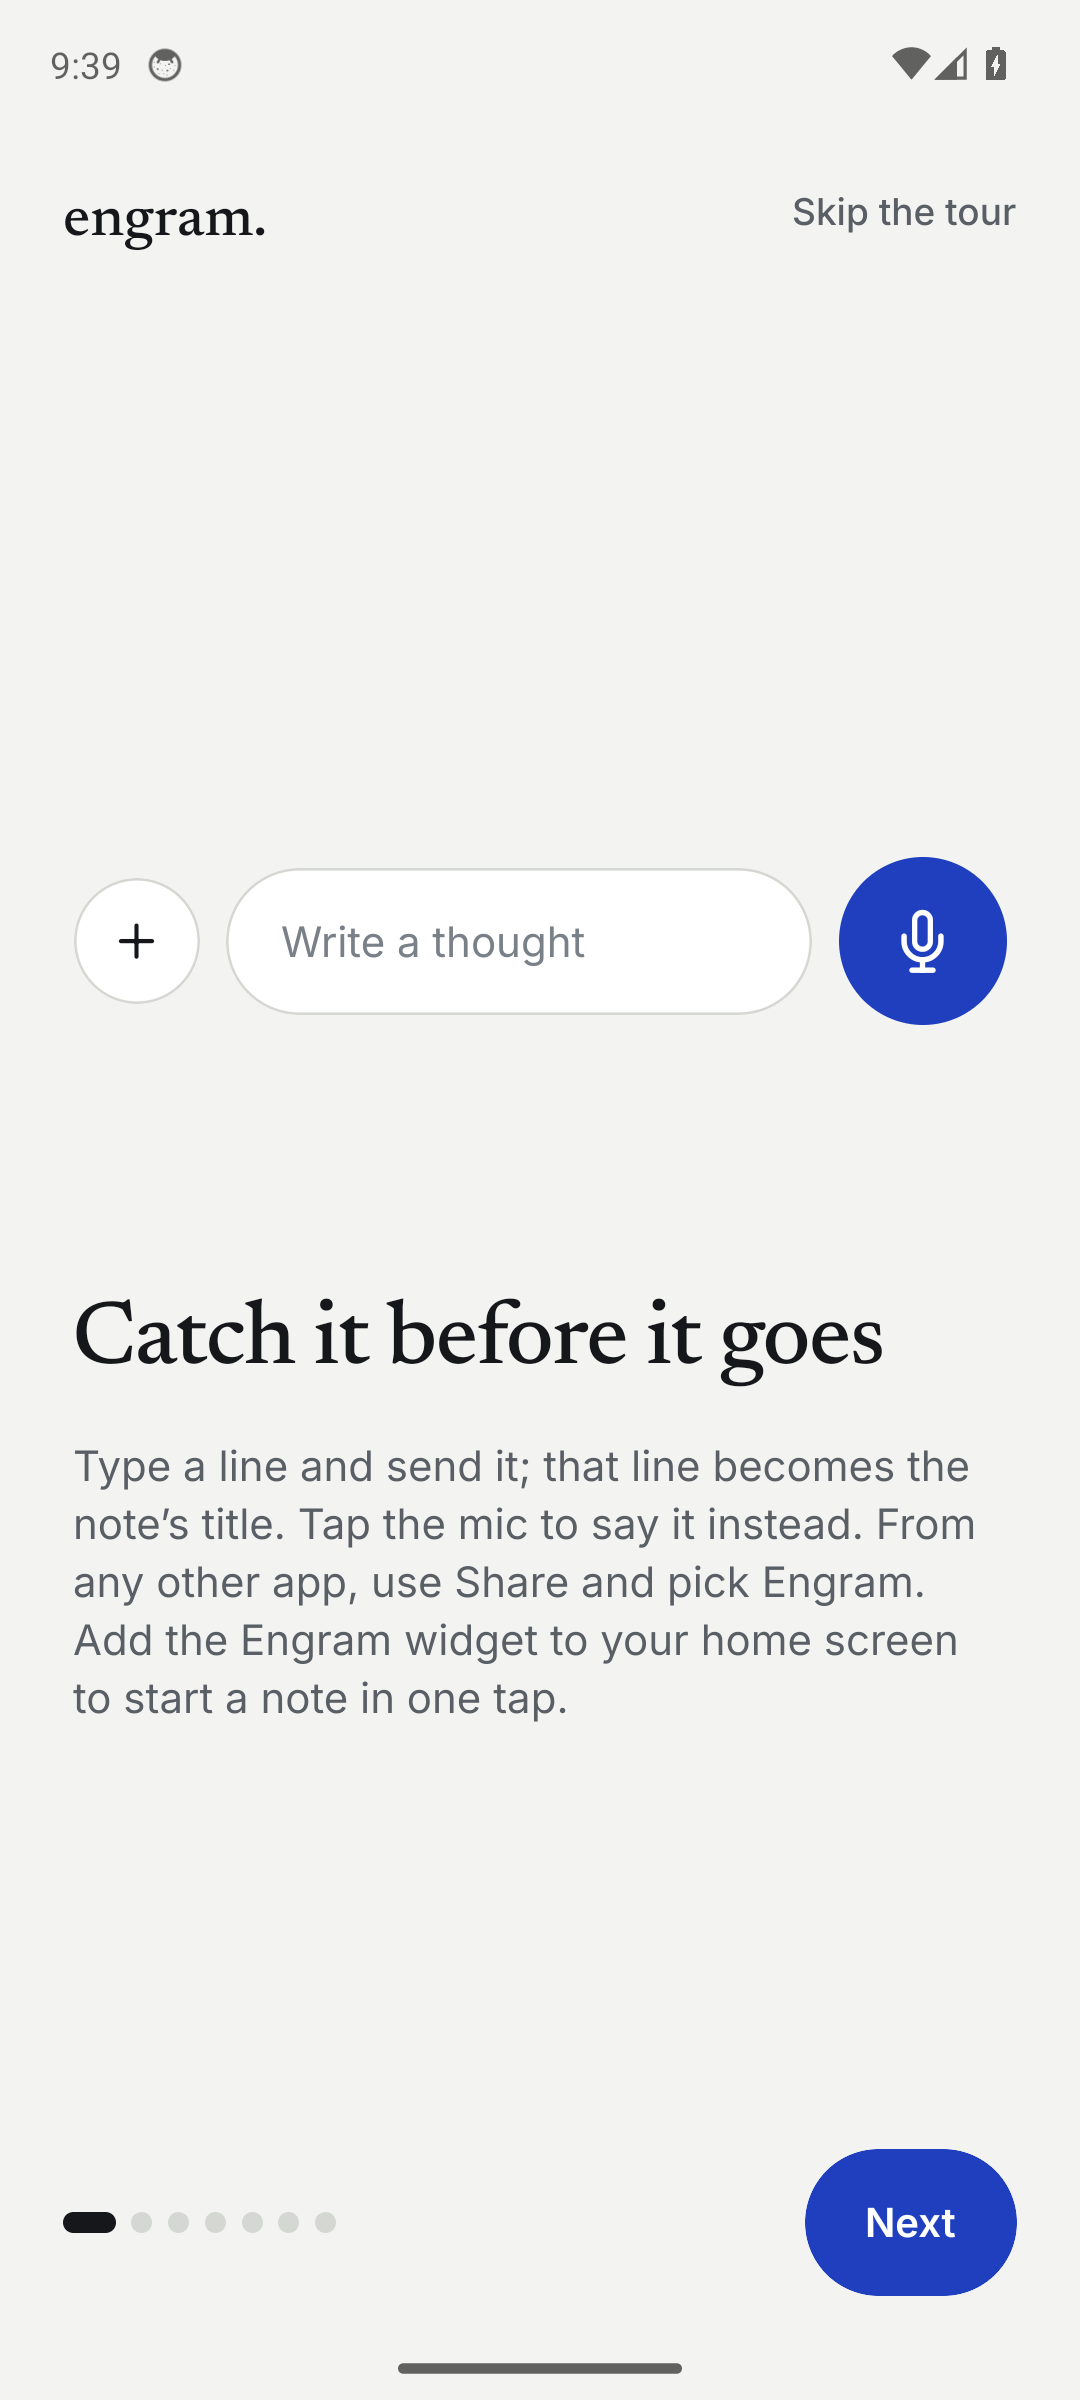 9:39
engram.
Skip the tour
Write a thought
Catch it before it goes
Type a line and send it; that line becomes the
note’s title. Tap the mic to say it instead. From
any other app, use Share and pick Engram.
Add the Engram widget to your home screen
to start a note in one tap.
Next